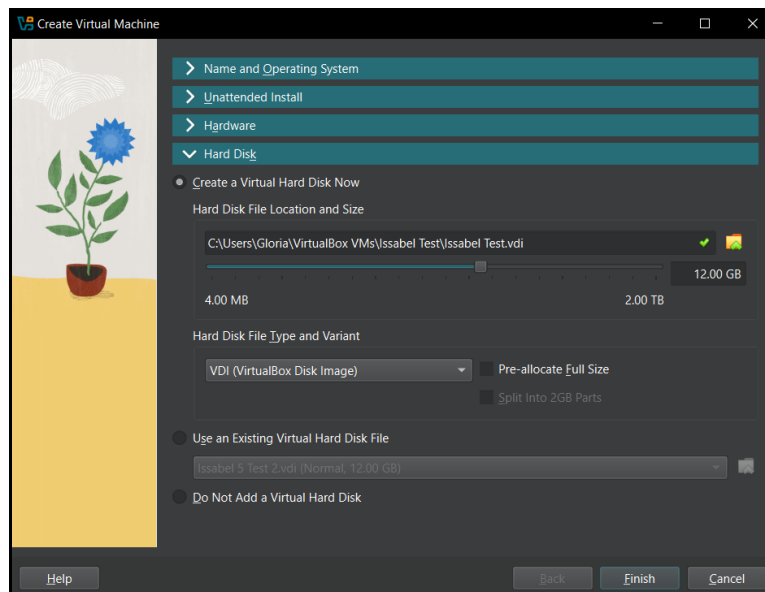 Create Virtual Machine
Name and Operating System
Unattended Install
Hardware
Hard Disk
Create a Virtual Hard Disk Now
Hard Disk File Location and Size
C:\Users\Gloria\VirtualBox VMs\Issabel Test\Issabel Test.vdi
12.00 GB
4.00 MB 2.00 TB
Hard Disk File Type and Variant
VDI (VirtualBox Disk Image) Pre-allocate Full Size
Split Into 2GB Parts
Use an Existing Virtual Hard Disk File
Issabel 5 Test 2.vdi (Normal, 12.00 GB)
Do Not Add a Virtual Hard Disk
Help Back Finish Cancel